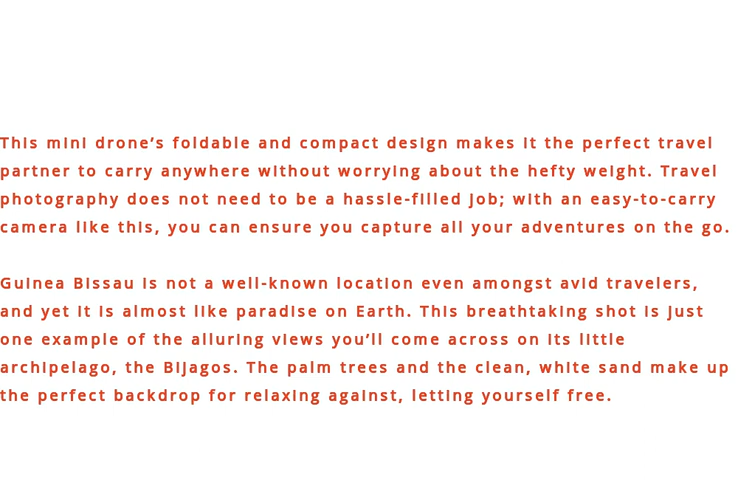 This mini drone’s foldable and compact design makes it the perfect travel
partner to carry anywhere without worrying about the hefty weight. Travel
photography does not need to be a hassle-filled job; with an easy-to-carry
camera like this, you can ensure you capture all your adventures on the go.
Guinea Bissau is not a well-known location even amongst avid travelers,
and yet it is almost like paradise on Earth. This breathtaking shot is just
one example of the alluring views you’ll come across on its little
archipelago, the Bijagos. The palm trees and the clean, white sand make up
the perfect backdrop for relaxing against, letting yourself free.